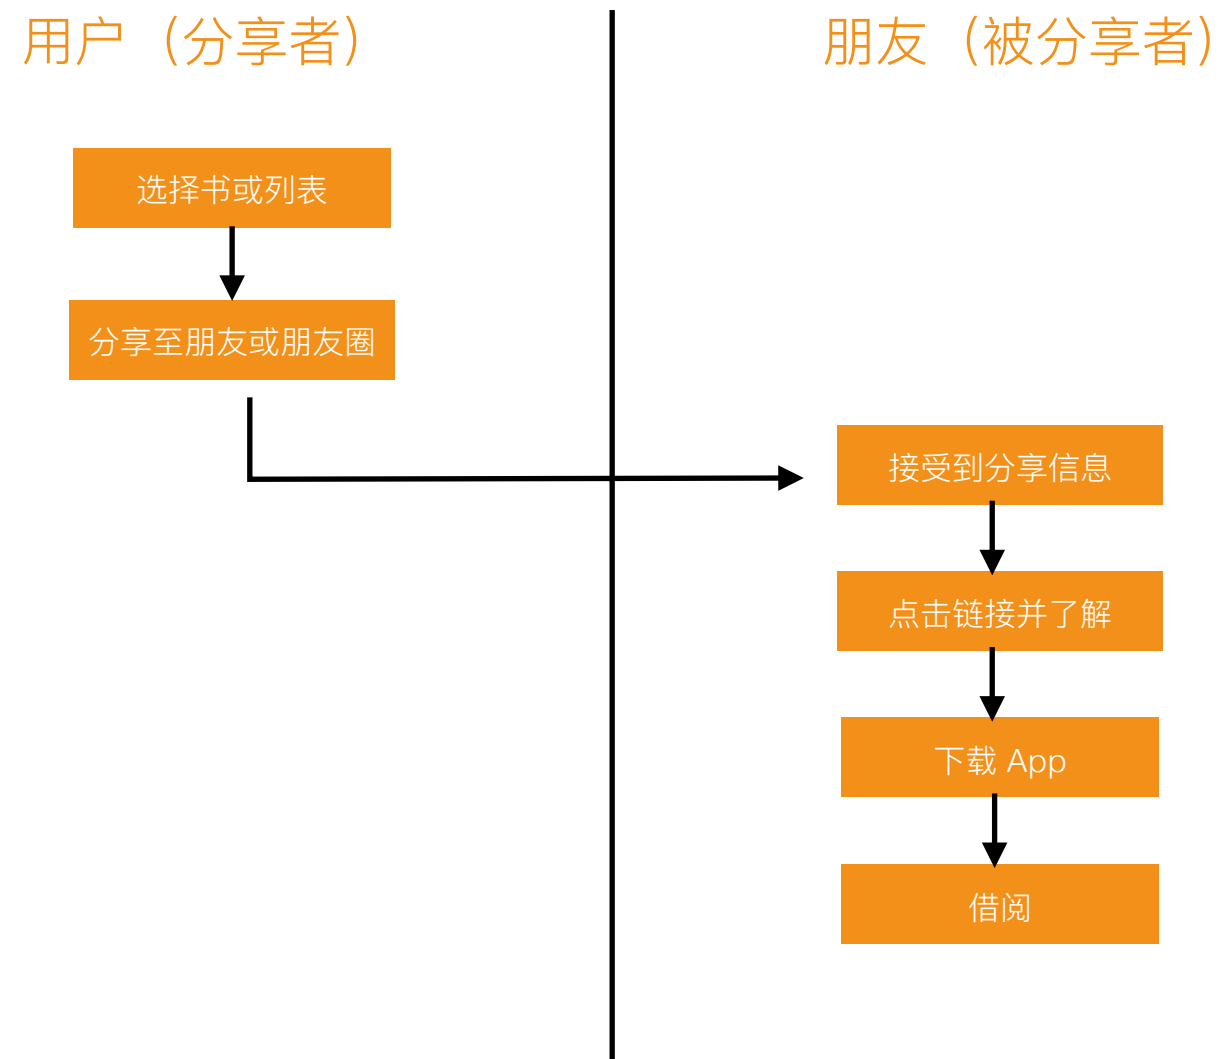 用户（分享者）
朋友（被分享者）
选择书或列表
分享至朋友或朋友圈
接受到分享信息
点击链接并了解
下载 App
借阅